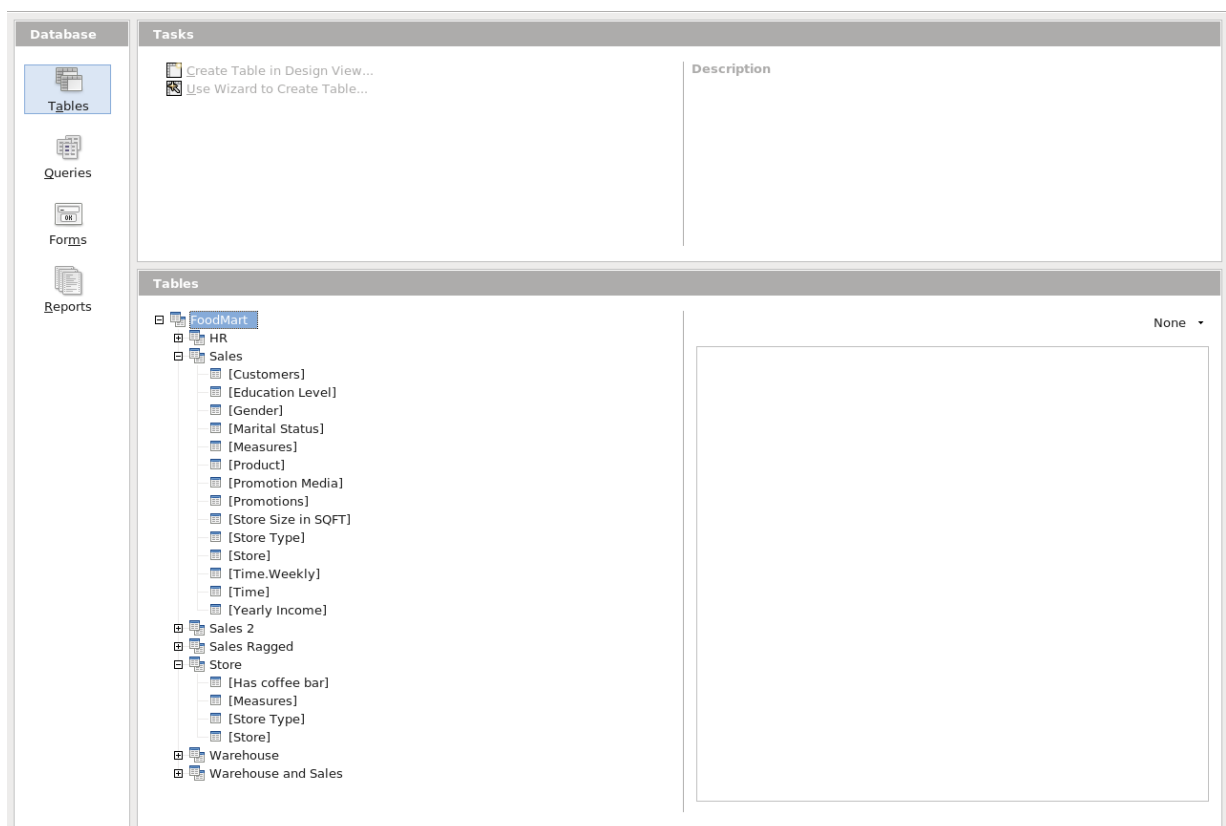 Database
Tables
Queries
Forms
Reports
Tasks
Create Table in Design View...
Use Wizard to Create Table...
Description
Tables
FoodMart
HR
Sales
[Customers]
[Education Level]
[Gender]
[Marital Status]
[Measures]
[Product]
[Promotion Media]
[Promotions]
[Store Size in SQFT]
[Store Type]
[Store]
[Time.Weekly]
[Time]
[Yearly Income]
Sales 2
Sales Ragged
Store
[Has coffee bar]
[Measures]
[Store Type]
[Store]
Warehouse
Warehouse and Sales
None